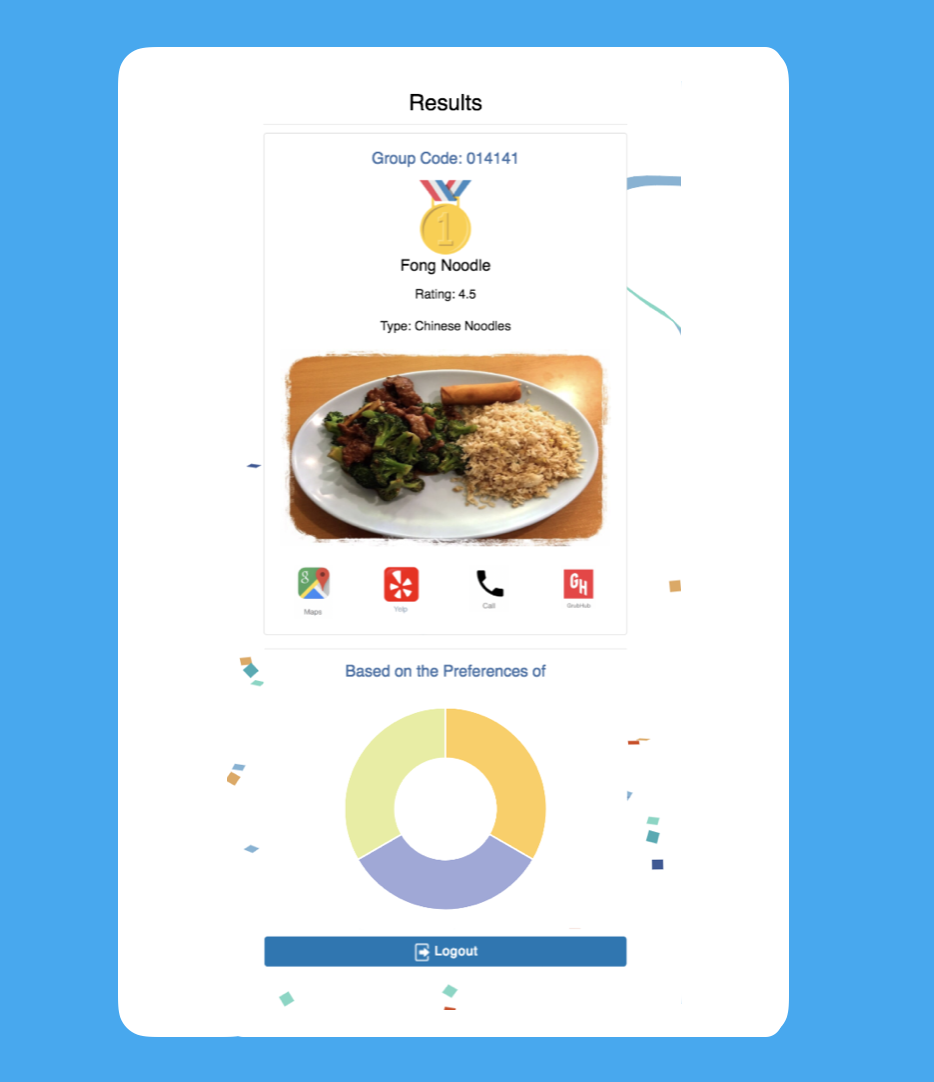 Results
Group Code: 014141
1
Fong Noodle
Rating: 4.5
Type: Chinese Noodles
g
GH
Maps
Yelp
Call
GrubHub
Based on the Preferences of
Logout